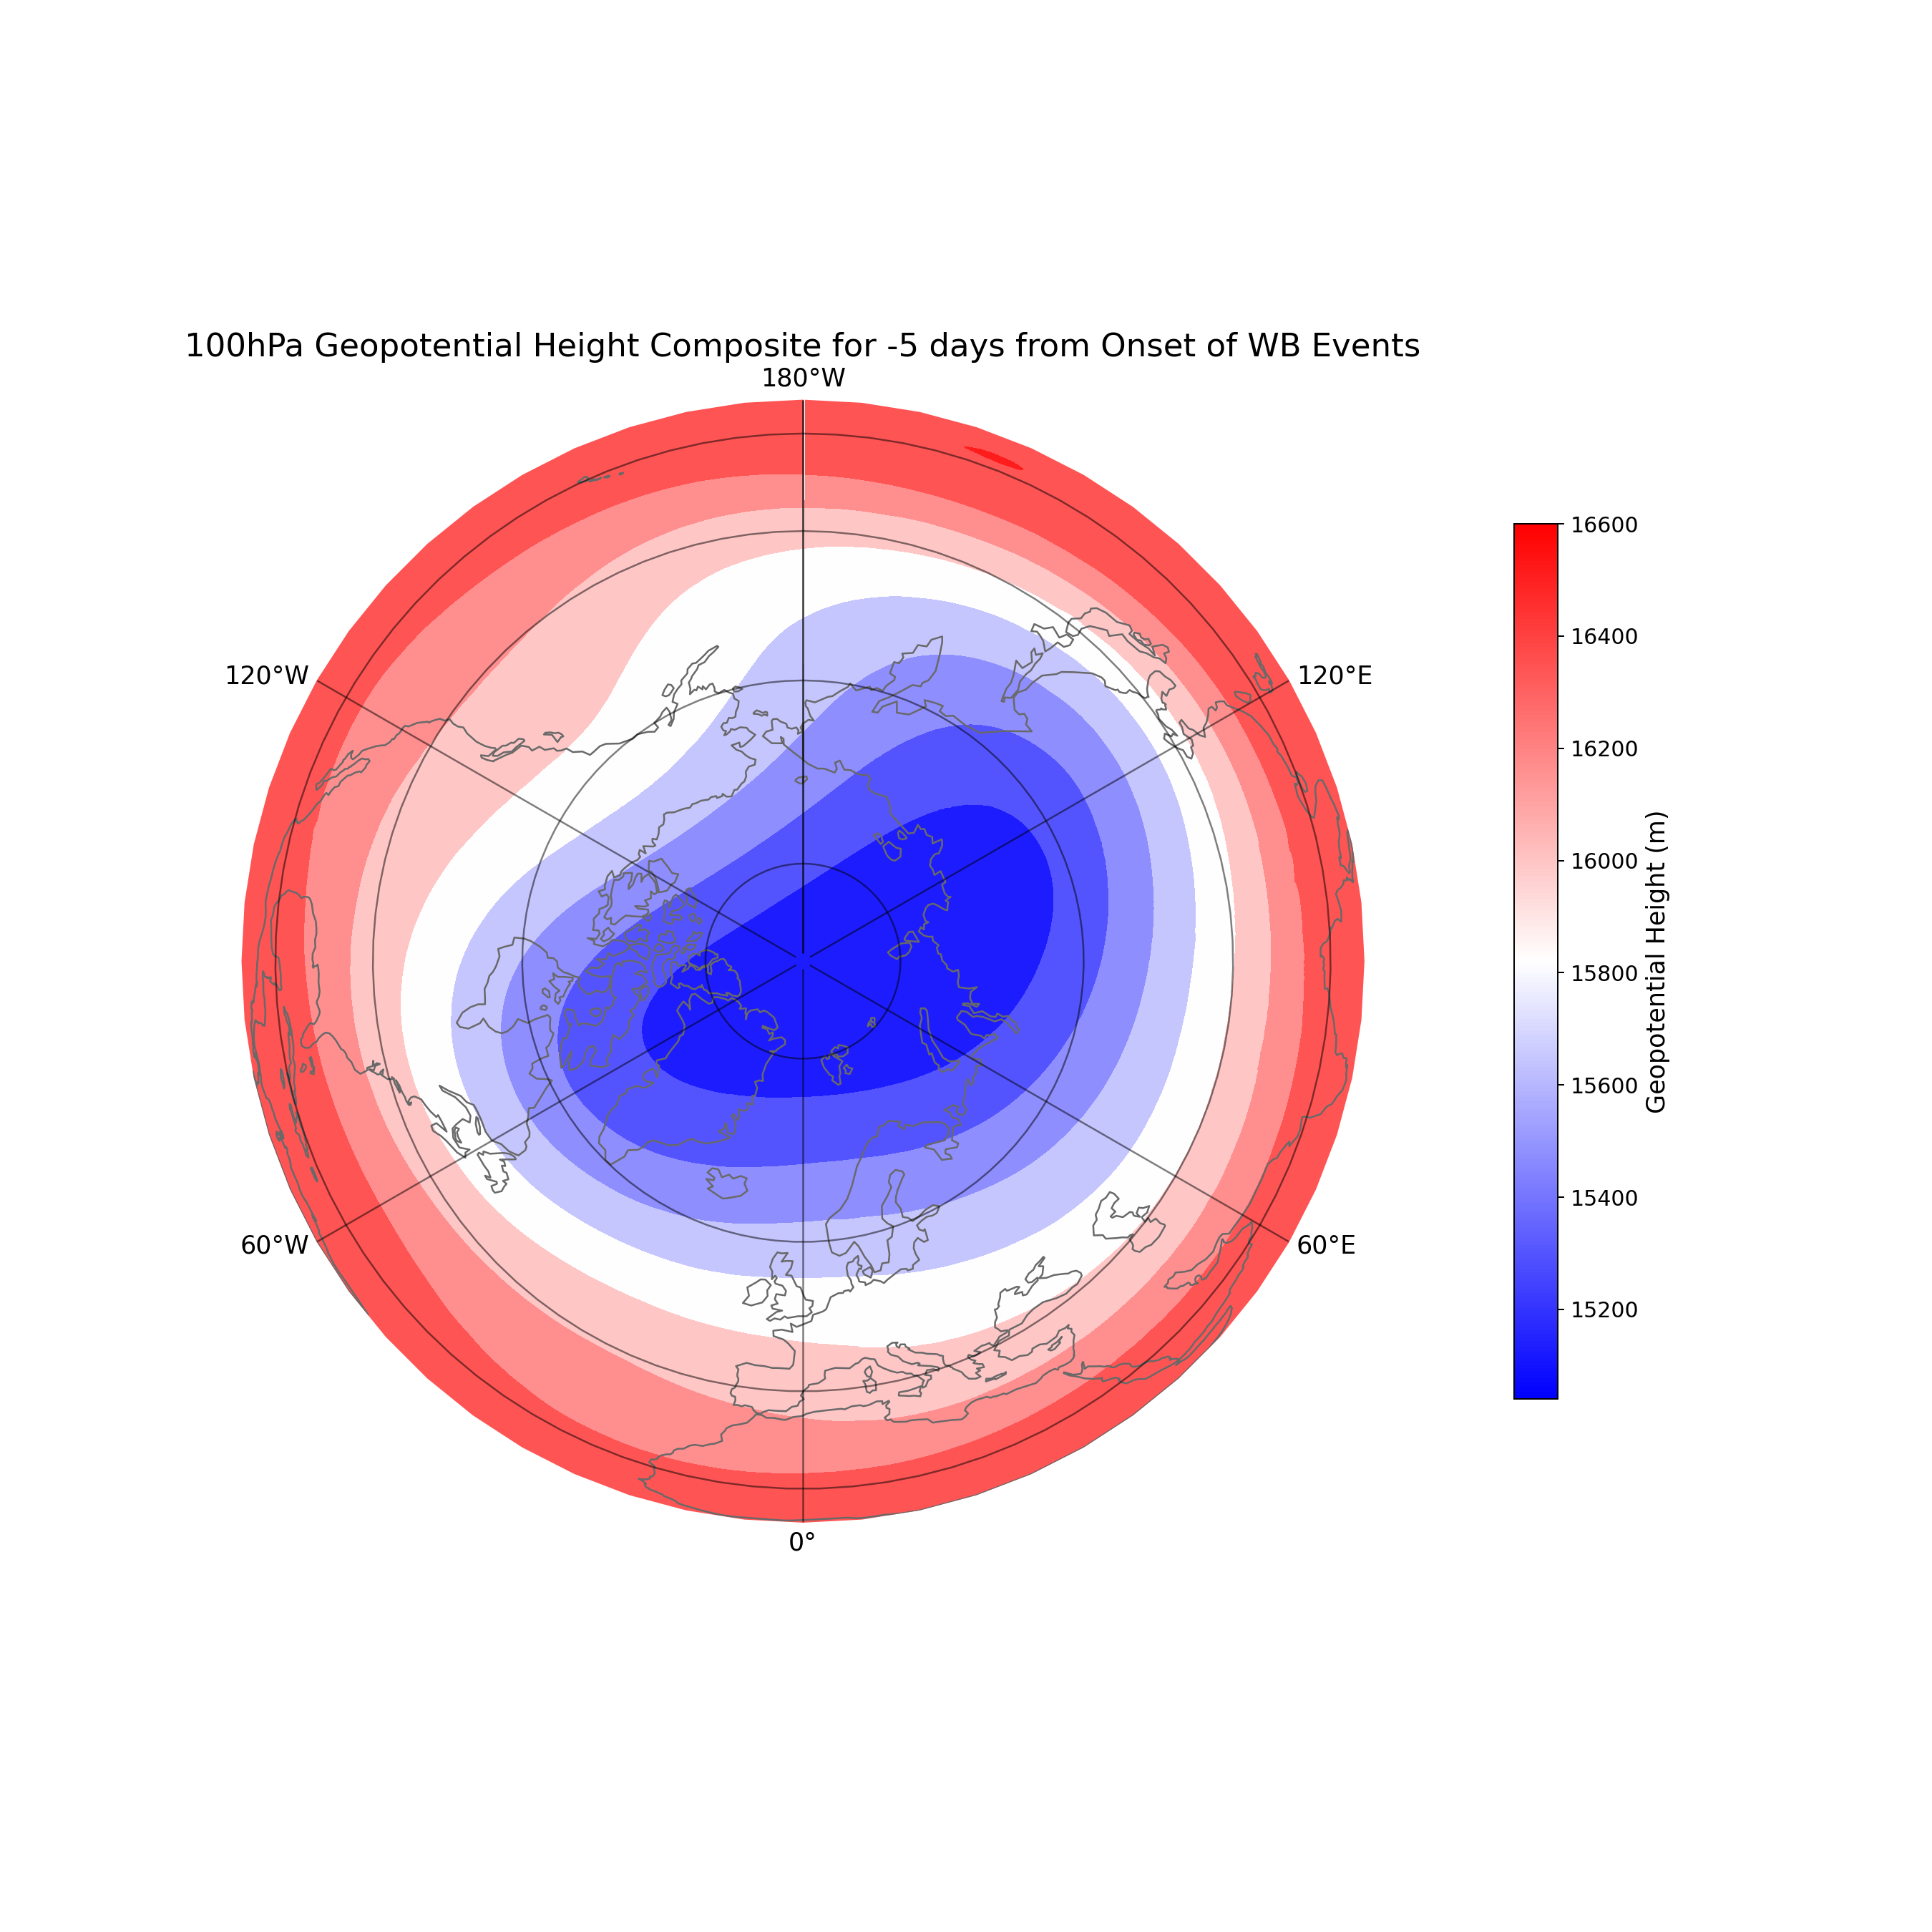 100hPa Geopotential Height Composite for -5 days from Onset of WB Events
180°W
120°W
120°E
60°W
60°E
0°
16600
16400
16200
16000
15800
15600
15400
15200
Geopotential Height (m)